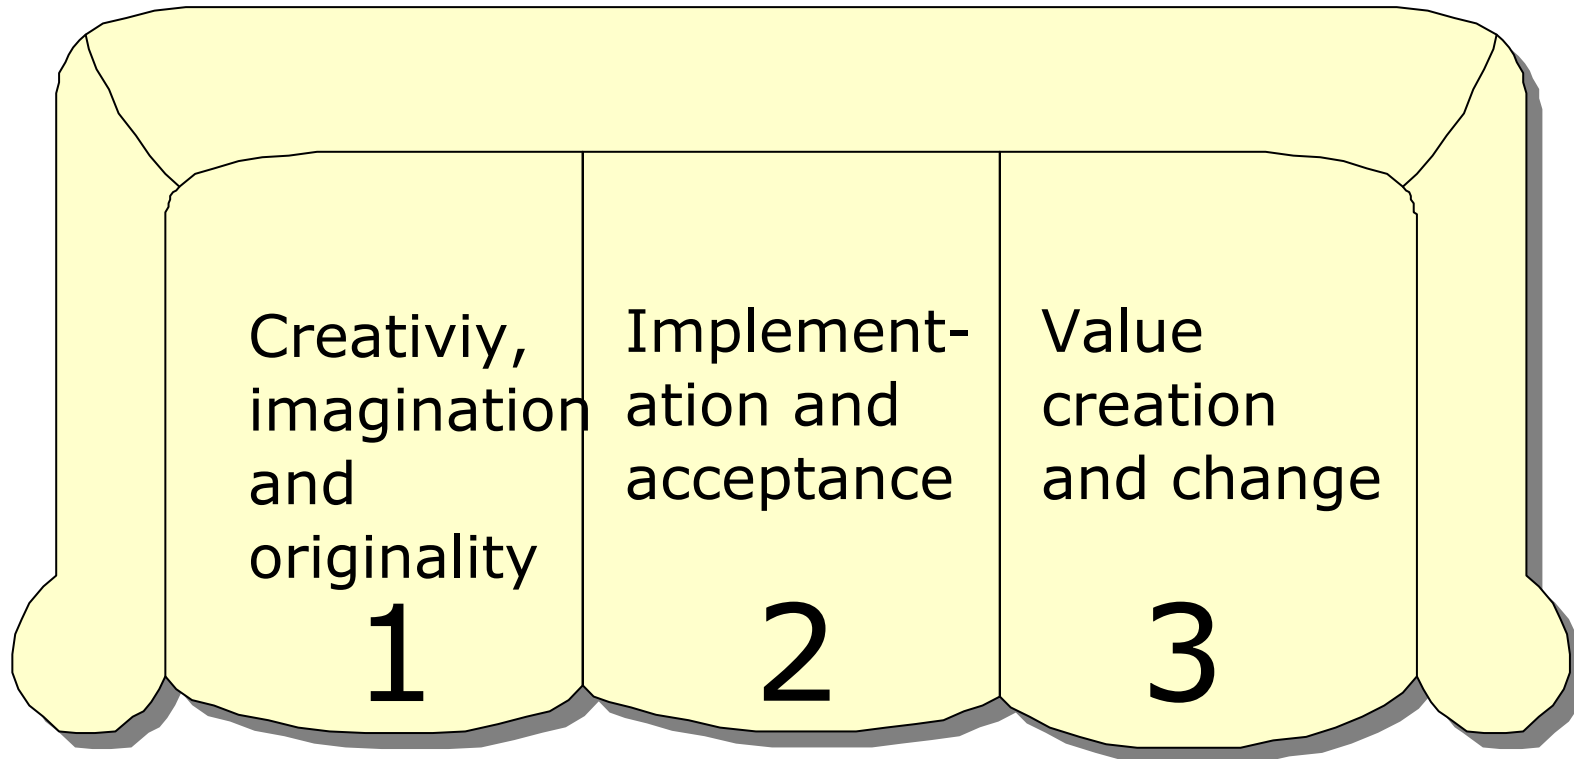 Creativiy,
imagination
and
originality
1
Implement-
ation and
acceptance
2
Value
creation
and change
3